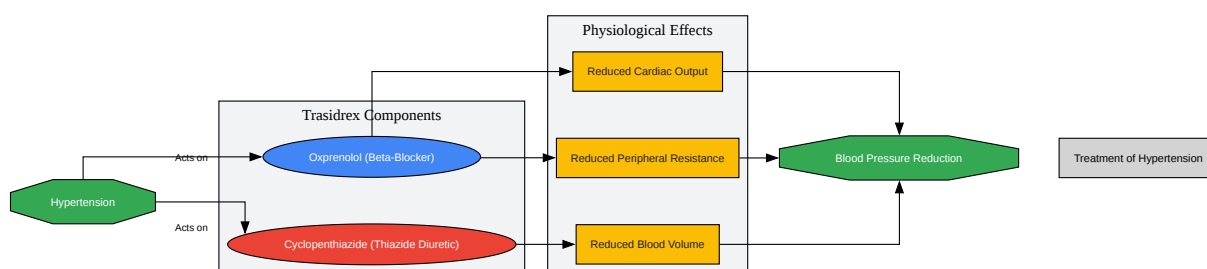 Physiological Effects
Reduced Cardiac Output
Trasidrex Components
Acts on
Oxprenolol (Beta-Blocker)
Reduced Peripheral Resistance
Blood Pressure Reduction
Treatment of Hypertension
Hypertension
Acts on
Cyclopenthiazide (Thiazide Diuretic)
Reduced Blood Volume